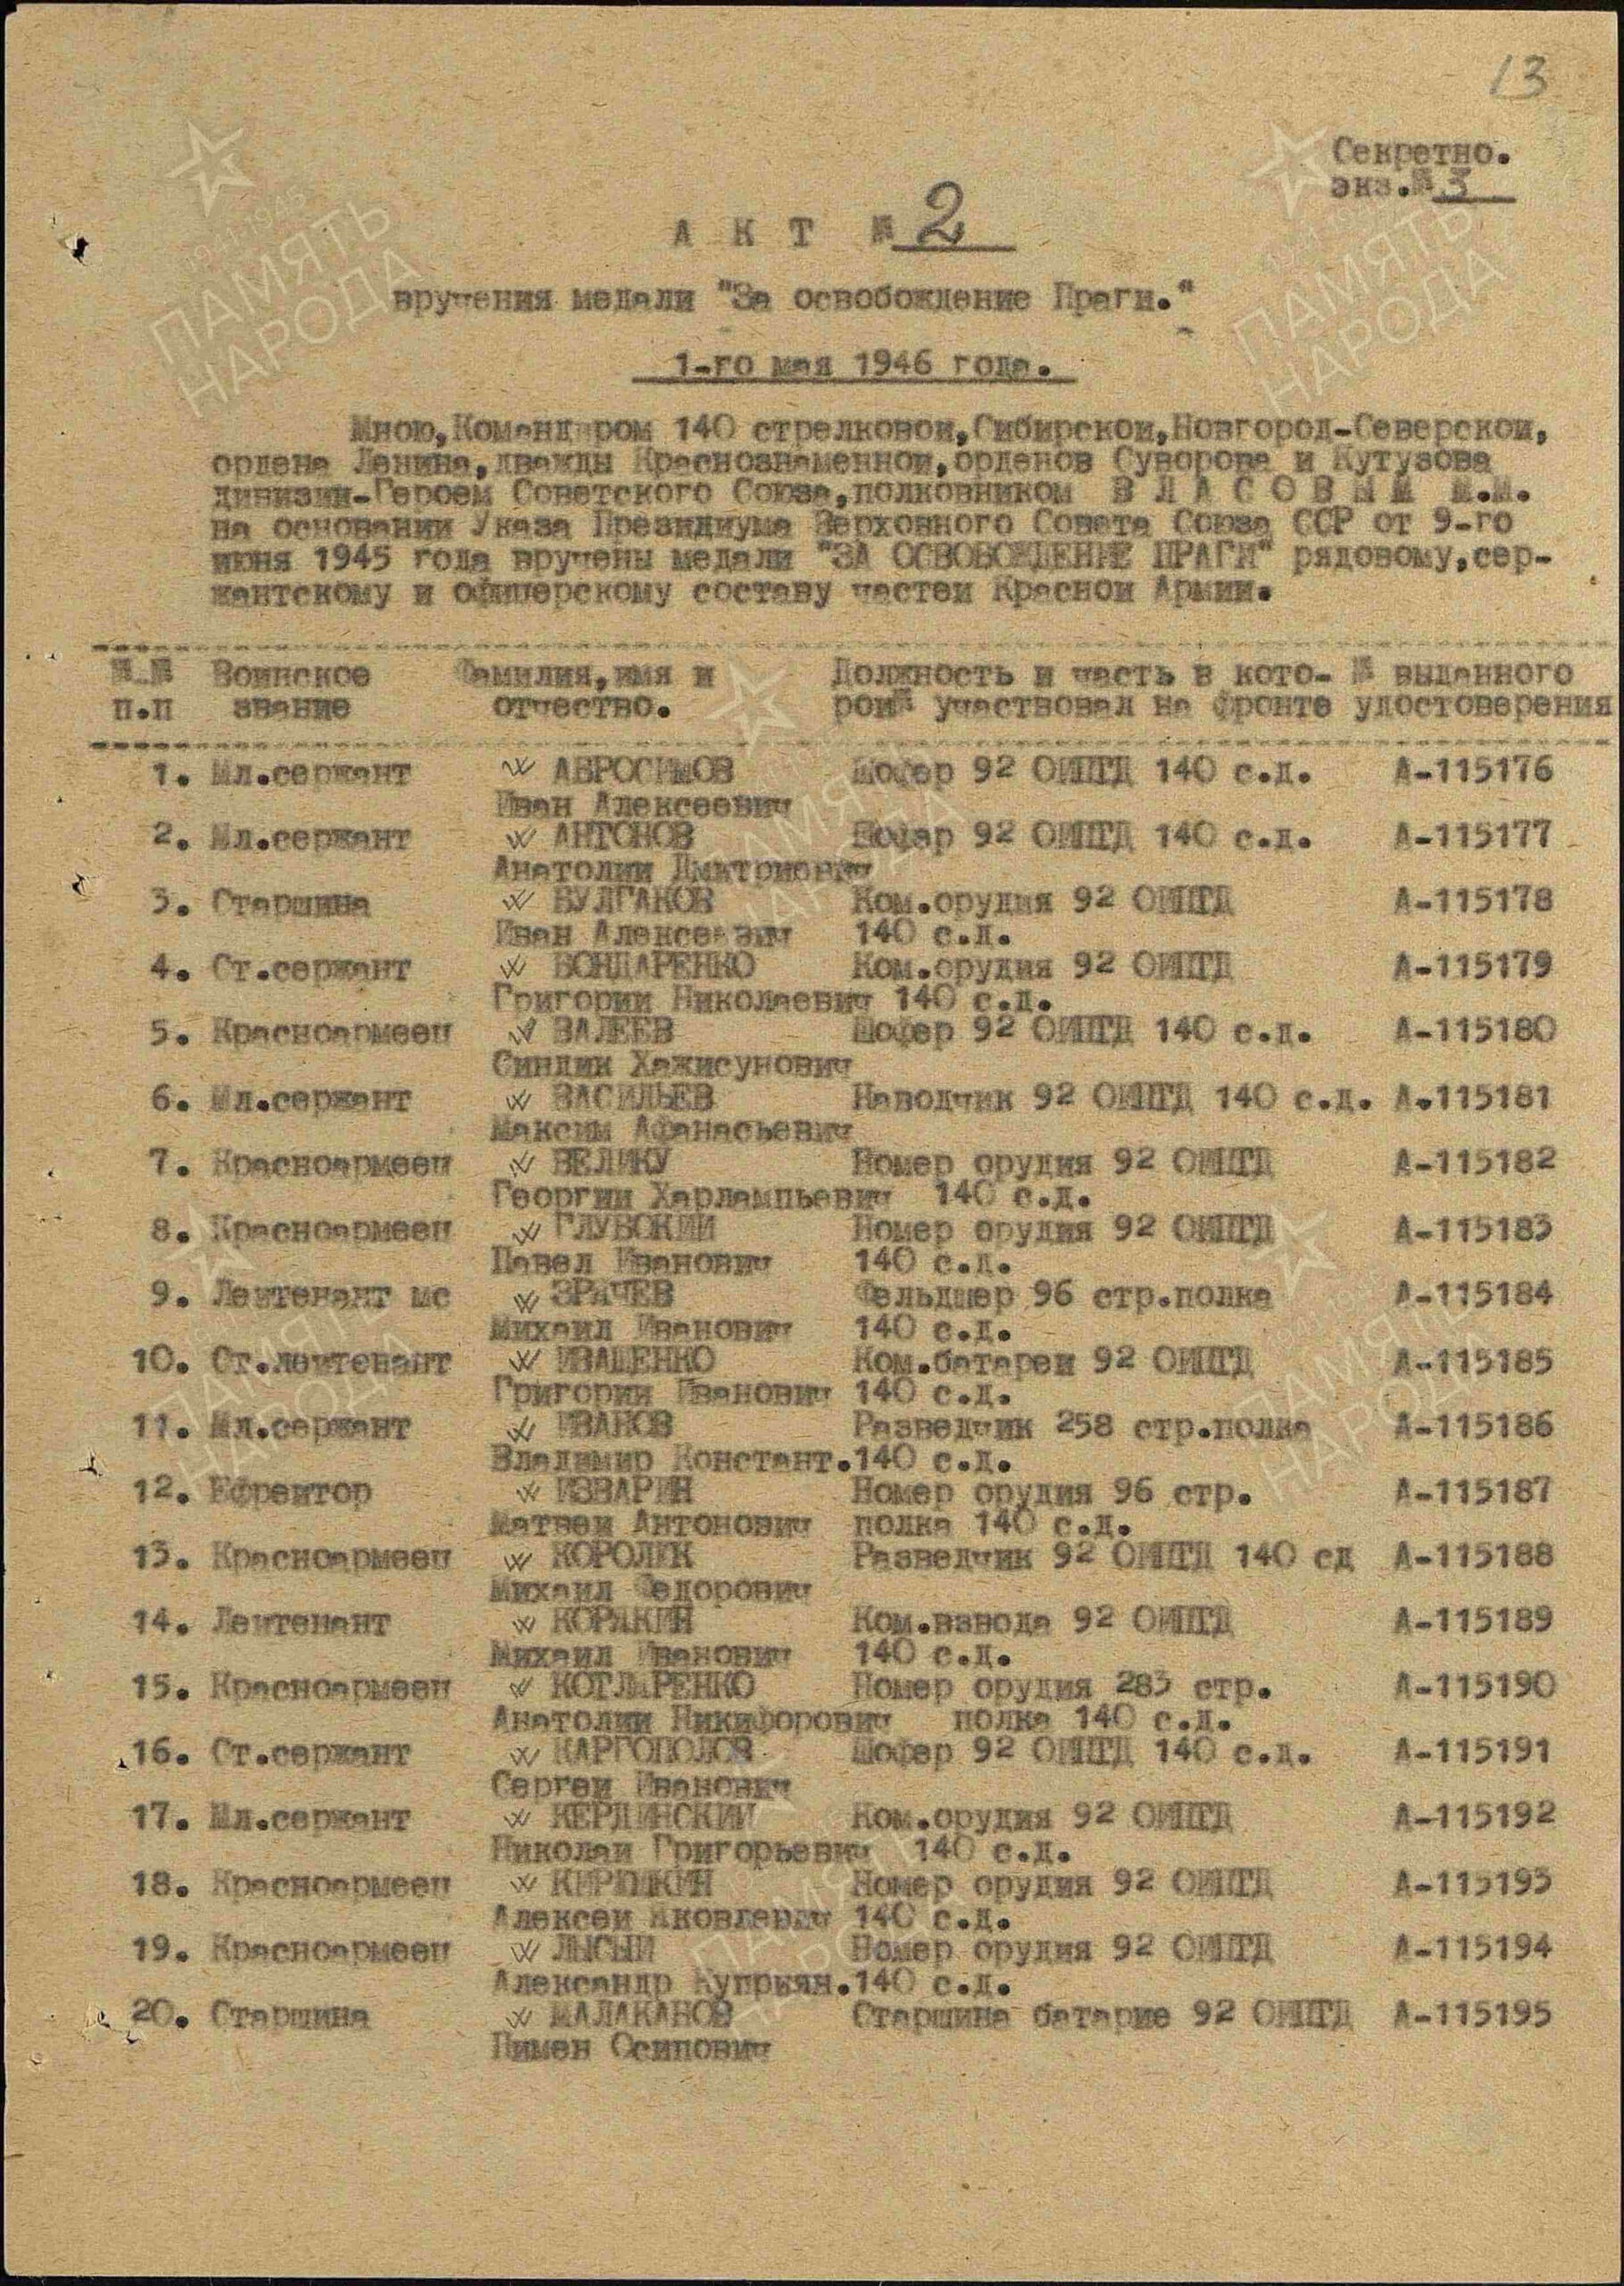 13
Секретно.
экз.№ 3
А К Т № 2
вручения медали "За освобождение Праги."
1-го мая 1946 года.
Мною,Командиром 140 стрелковой,Сибирской,Новгород-Северской,
ордена Ленина,дважды Краснознаменной,орденов Суворова и Кутузова
дивизии-Героем Советского Союза,полковником В Л А С О В Ы М М.М.
на основании Указа Президиума Верховного Совета Союза ССР от 9-го
июня 1945 года вручены медали "ЗА ОСВОБОЖДЕНИЕ ПРАГИ" рядовому,сер-
жантскому и офицерскому составу частей Красной Армии.
№.№ Воинское Фамилия,имя и Должность и часть в кото- № выданного
п.п звание отчество. рой участвовал на фронте удостоверения
1. Мл.сержант АБРОСИМОВ Шофер 92 ОИПТД 140 с.д. А-115176
Иван Алексеевич
2. Мл.сержант АНТОНОВ Шофер 92 ОИПТД 140 с.д. А-115177
Анатолий Дмитриевич
3. Старшина БУЛГАКОВ Ком.орудия 92 ОИПТД А-115178
Иван Алексеевич 140 с.д.
4. Ст.сержант БОНДАРЕНКО Ком.орудия 92 ОИПТД А-115179
Григорий Николаевич 140 с.д.
5. Красноармеец ВАЛЕЕВ Шофер 92 ОИПТД 140 с.д. А-115180
Синдик Хажисунович
6. Мл.сержант ВАСИЛЬЕВ Наводчик 92 ОИПТД 140 с.д. А.115181
Максим Афанасьевич
7. Красноармеец ВЕЛИКУ Номер орудия 92 ОИПТД А-115182
Георгий Харлампьевич 140 с.д.
8. Красноармеец ГЛУБОКИЙ Номер орудия 92 ОИПТД А-115183
Павел Иванович 140 с.д.
9. Лейтенант мс ЗРЯЧЕВ Фельдшер 96 стр.полка А-115184
Михаил Иванович 140 с.д.
10. Ст.лейтенант ИВАЩЕНКО Ком.батареи 92 ОИПТД А-115185
Григорий Иванович 140 с.д.
11. Мл.сержант ИВАНОВ Разведчик 258 стр.полка А-115186
Владимир Констант.140 с.д.
12. Ефрейтор ИЗВАРИН Номер орудия 96 стр. А-115187
Матвей Антонович полка 140 с.д.
13. Красноармеец КОРОЛЕК Разведчик 92 ОИПТД 140 сд А-115188
Михаил Федорович
14. Лейтенант КОРЯКИН Ком.взвода 92 ОИПТД А-115189
Михаил Иванович 140 с.д.
15. Красноармеец КОТЛЯРЕНКО Номер орудия 283 стр. А-115190
Анатолий Никифорович полка 140 с.д.
16. Ст.сержант КАРГОПОЛОВ Шофер 92 ОИПТД 140 с.д. А-115191
Сергей Иванович
17. Мл.сержант КЕРДИНСКИЙ Ком.орудия 92 ОИПТД А-115192
Николай Григорьевич 140 с.д.
18. Красноармеец КИРЮШКИН Номер орудия 92 ОИПТД А-115193
Алексей Яковлевич 140 с.д.
19. Красноармеец ЛЫСЫЙ Номер орудия 92 ОИПТД А-115194
Александр Куприян.140 с.д.
20. Старшина МАЛАКАНОВ Старшина батарие 92 ОИПТД А-115195
Пимен Осипович